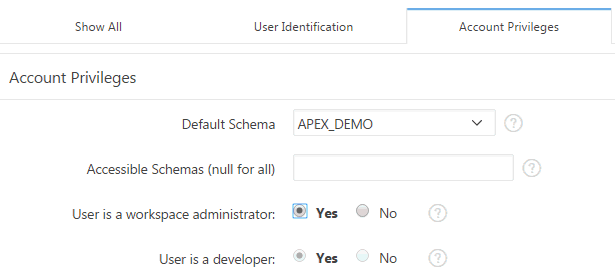 Show All User Identification Account Privileges
Account Privileges
Default Schema APEX_DEMO ?
Accessible Schemas (null for all) ?
User is a workspace administrator: Yes No ?
User is a developer: Yes No ?